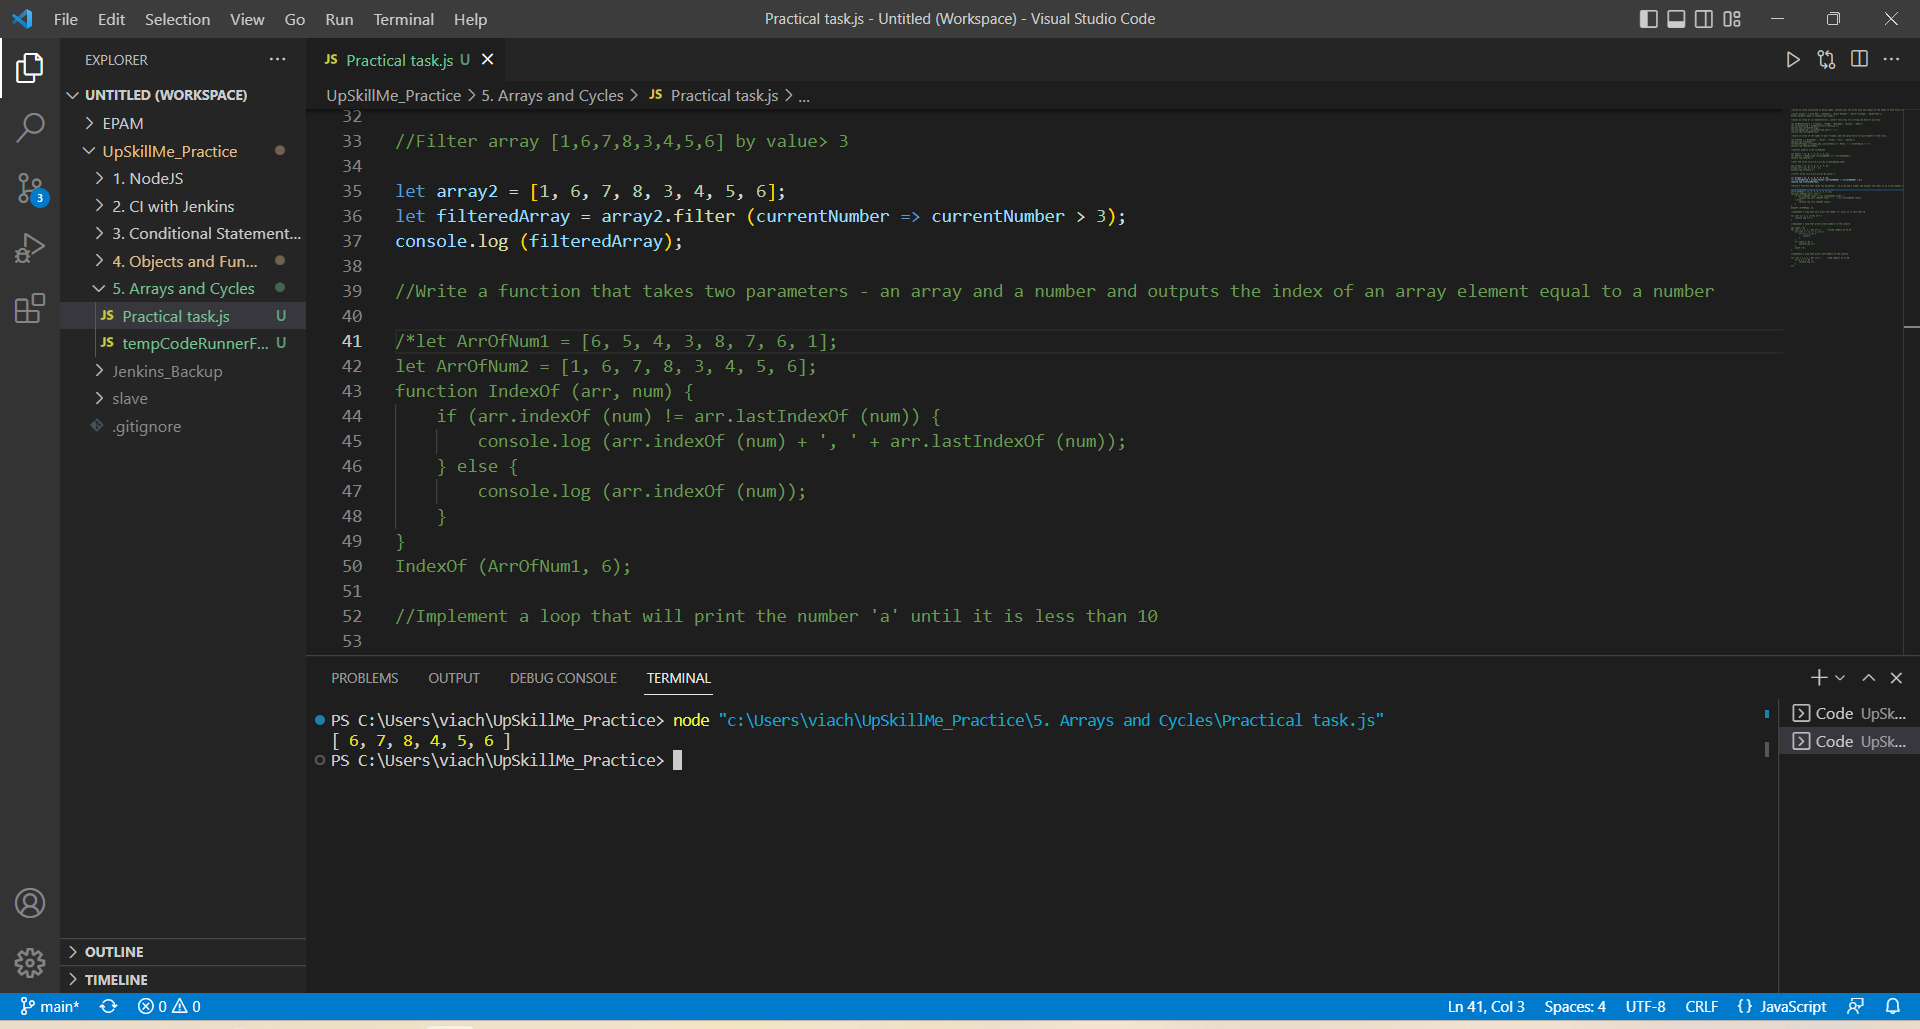 File Edit Selection View Go Run Terminal Help
Practical task.js - Untitled (Workspace) - Visual Studio Code
EXPLORER
UNTITLED (WORKSPACE)
EPAM
UpSkillMe_Practice
1. NodeJS
2. CI with Jenkins
3. Conditional Statement...
4. Objects and Fun...
5. Arrays and Cycles
JS Practical task.js U
JS tempCodeRunnerF... U
Jenkins_Backup
slave
.gitignore
OUTLINE
TIMELINE
3
JS Practical task.js U
UpSkillMe_Practice > 5. Arrays and Cycles > JS Practical task.js > ...
32
33 //Filter array [1,6,7,8,3,4,5,6] by value> 3
34
35 let array2 = [1, 6, 7, 8, 3, 4, 5, 6];
36 let filteredArray = array2.filter (currentNumber => currentNumber > 3);
37 console.log (filteredArray);
38
39 //Write a function that takes two parameters - an array and a number and outputs the index of an array element equal to a number
40
41 /*let ArrOfNum1 = [6, 5, 4, 3, 8, 7, 6, 1];
42 let ArrOfNum2 = [1, 6, 7, 8, 3, 4, 5, 6];
43 function IndexOf (arr, num) {
44 if (arr.indexOf (num) != arr.lastIndexOf (num)) {
45 console.log (arr.indexOf (num) + ', ' + arr.lastIndexOf (num));
46 } else {
47 console.log (arr.indexOf (num));
48 }
49 }
50 IndexOf (ArrOfNum1, 6);
51
52 //Implement a loop that will print the number 'a' until it is less than 10
53
PROBLEMS OUTPUT DEBUG CONSOLE TERMINAL
PS C:\Users\viach\UpSkillMe_Practice> node "c:\Users\viach\UpSkillMe_Practice\5. Arrays and Cycles\Practical task.js"
[ 6, 7, 8, 4, 5, 6 ]
PS C:\Users\viach\UpSkillMe_Practice>
Code UpSk...
Code UpSk...
main* 0 0
Ln 41, Col 3 Spaces: 4 UTF-8 CRLF {} JavaScript